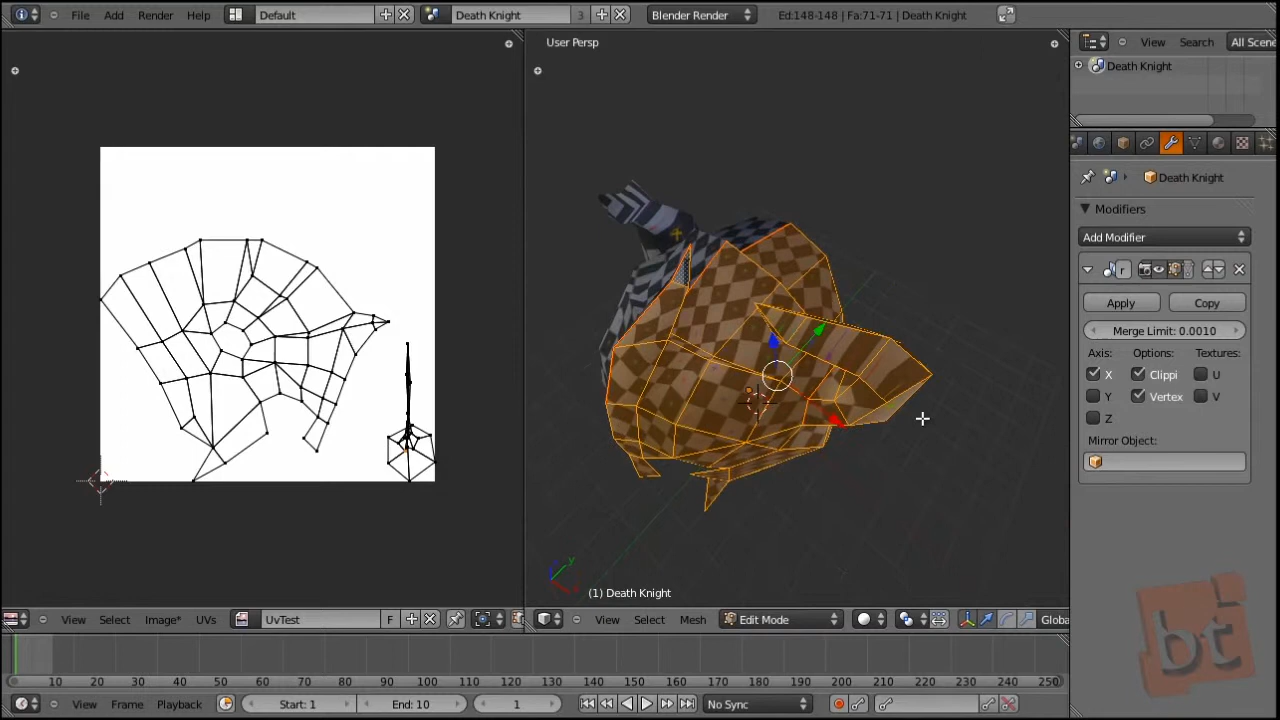 File Add Render Help Default Death Knight 3 Blender Render Ed:148-148 | Fa:71-71 | Death Knight
User Persp
View Search All Scene
Death Knight
Death Knight
Modifiers
Add Modifier
r
Apply Copy
Merge Limit: 0.0010
Axis: Options: Textures:
X Clippi U
Y Vertex V
Z
Mirror Object:
(1) Death Knight
View Select Image* UVs UvTest F View Select Mesh Edit Mode Globa
10 20 30 40 50 60 70 80 90 100 110 120 130 140 150 160 170 180 190 200 210 220 230 240 250
View Frame Playback Start: 1 End: 10 1 No Sync
bt